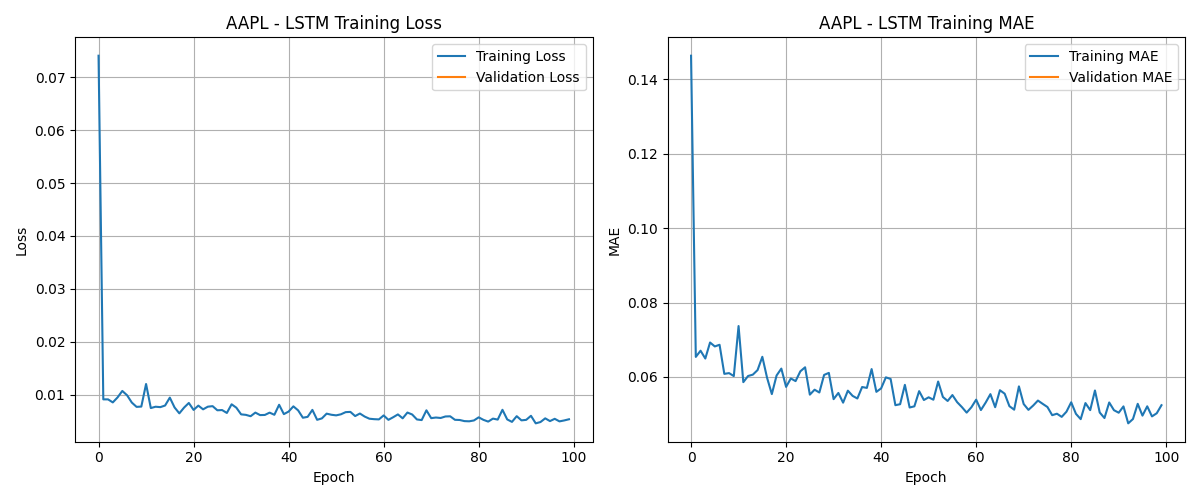 AAPL - LSTM Training Loss
Training Loss
Validation Loss
0.07
0.06
0.05
0.04
0.03
0.02
0.01
Loss
0 20 40 60 80 100
Epoch
AAPL - LSTM Training MAE
Training MAE
Validation MAE
0.14
0.12
0.10
0.08
0.06
MAE
0 20 40 60 80 100
Epoch